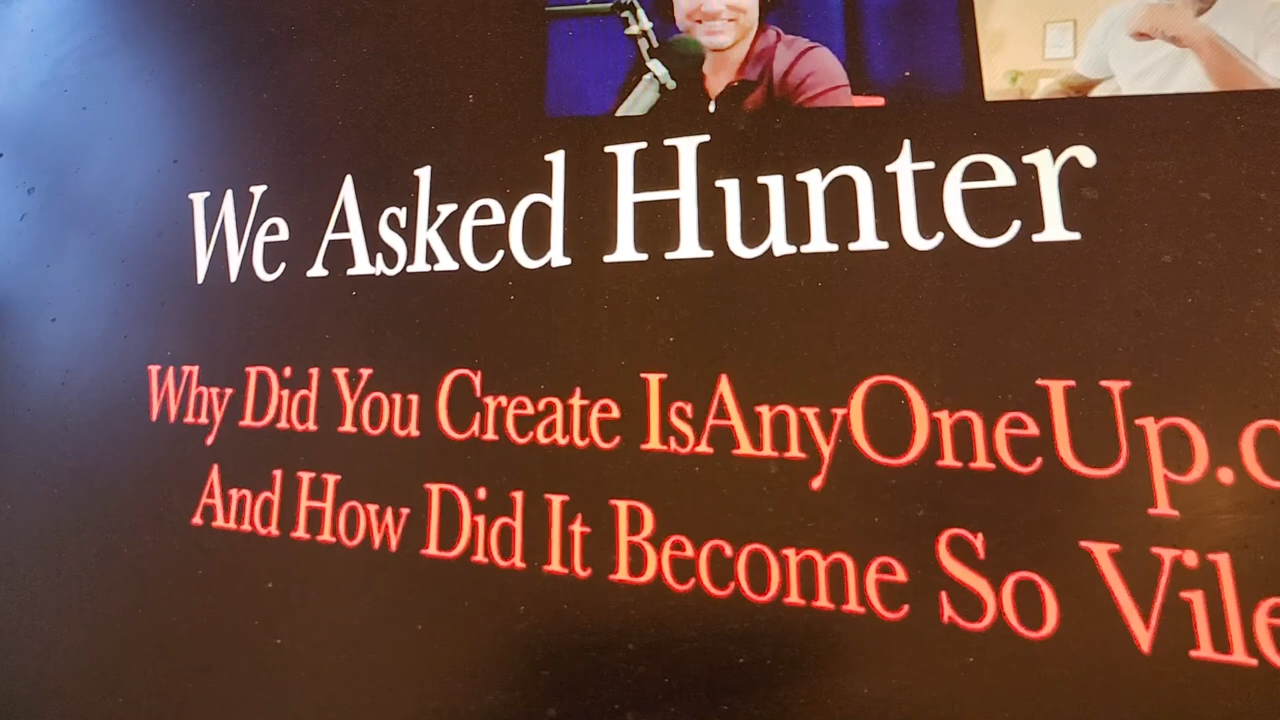 We Asked Hunter
Why Did You Create IsAnyOneUp.c
And How Did It Become So Vile